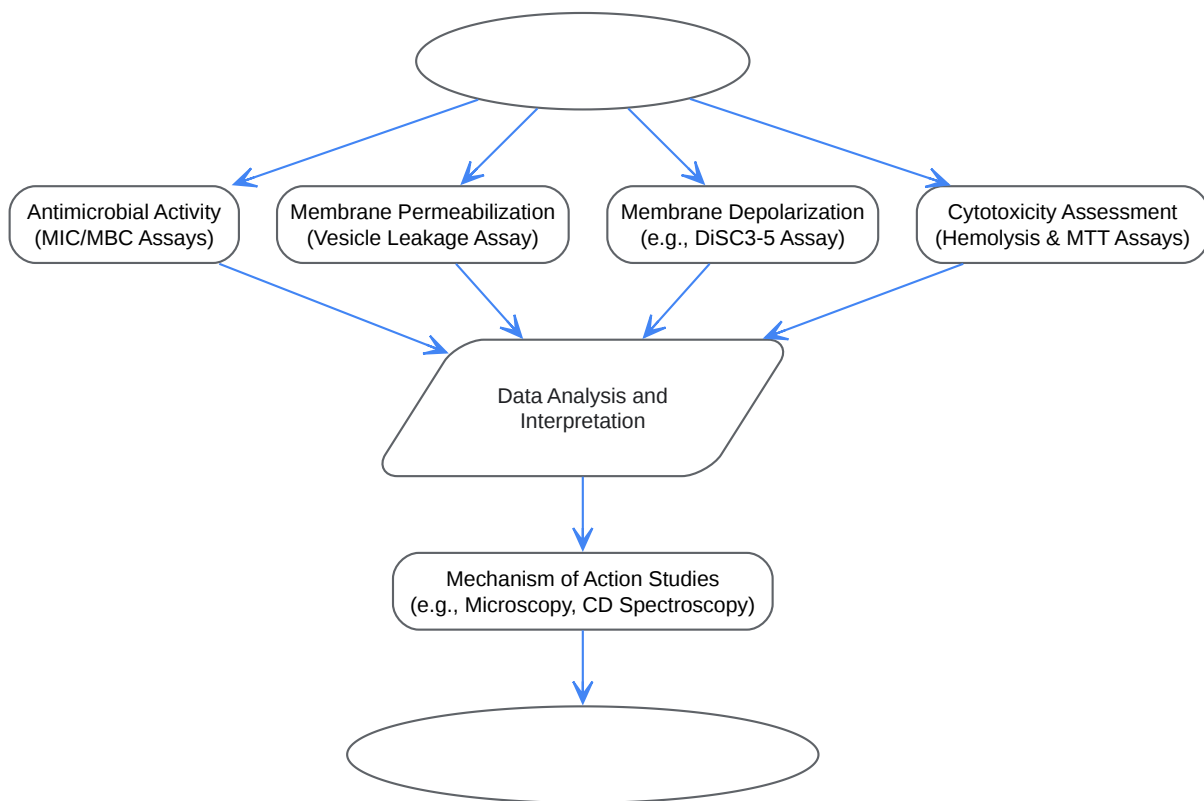 Antimicrobial Activity
(MIC/MBC Assays)
Membrane Permeabilization
(Vesicle Leakage Assay)
Membrane Depolarization
(e.g., DiSC3-5 Assay)
Cytotoxicity Assessment
(Hemolysis & MTT Assays)
Data Analysis and
Interpretation
Mechanism of Action Studies
(e.g., Microscopy, CD Spectroscopy)